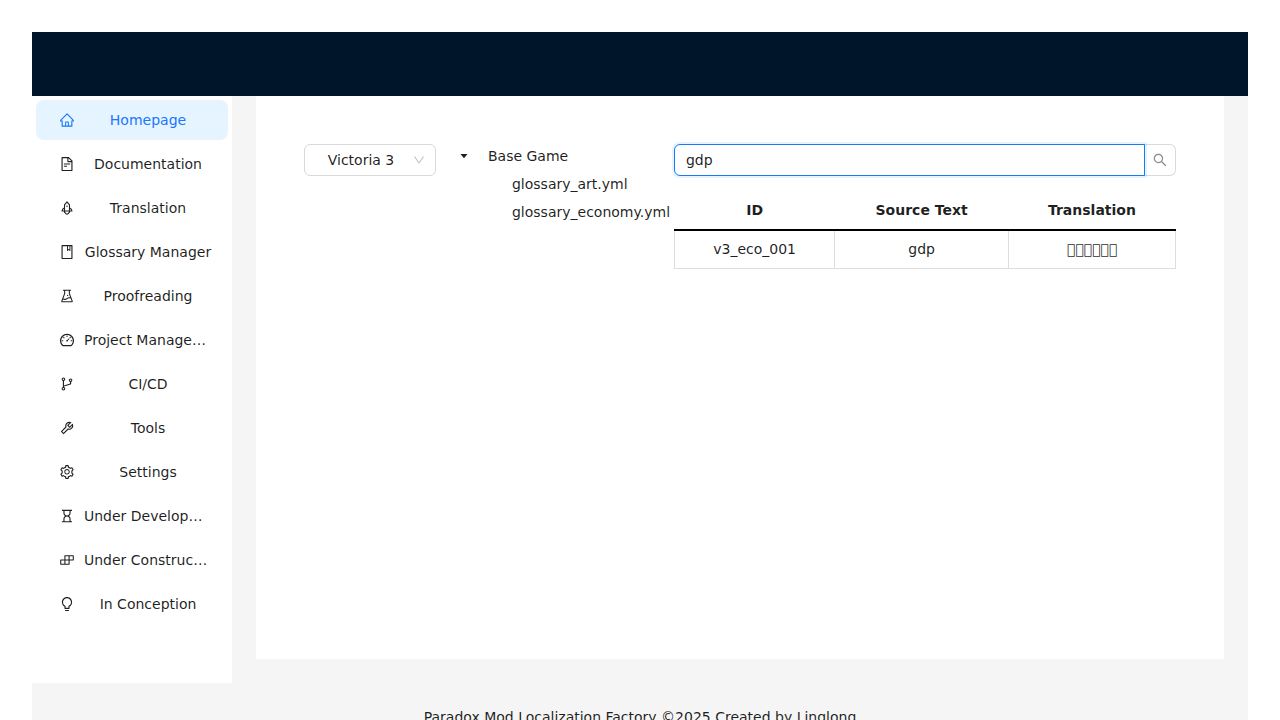 Homepage
Documentation
Translation
Glossary Manager
Proofreading
Project Manage...
CI/CD
Tools
Settings
Under Develop...
Under Construc...
In Conception
Victoria 3
Base Game
glossary_art.yml
glossary_economy.yml
gdp
ID Source Text Translation
v3_eco_001 gdp
Paradox Mod Localization Factory ©2025 Created by Linglong